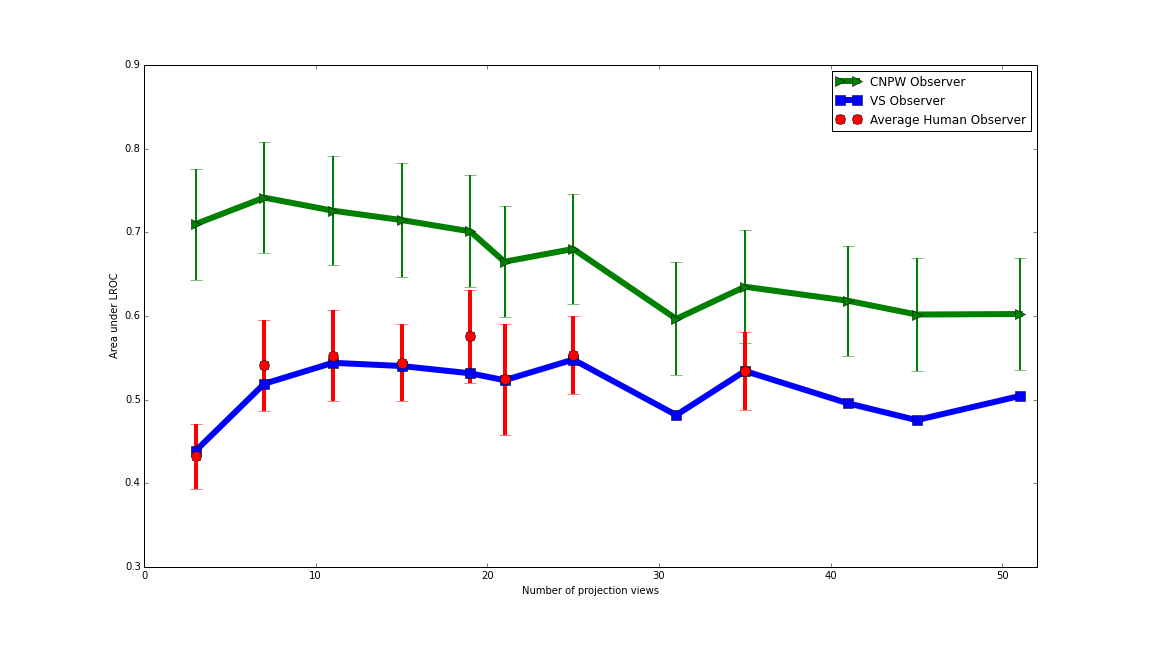 0.9
0.8
0.7
0.6
0.5
0.4
0.3
Area under LROC
0 10 20 30 40 50
Number of projection views
CNPW Observer
VS Observer
Average Human Observer